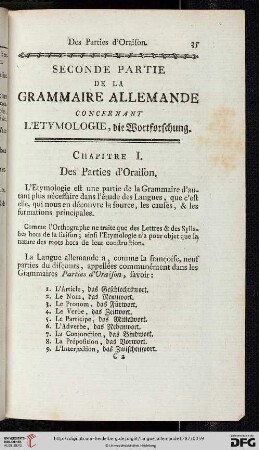 Des Parties d'Oraison. 35
SECONDE PARTIE
DE LA
GRAMMAIRE ALLEMANDE
CONCERNANT
L'ETYMOLOGIE, die Wortforschung.
CHAPITRE I.
Des Parties d'Oraison.
L'Etymologie est une partie de la Grammaire d'au-
tant plus nécessaire dans l'étude des Langues, que c'est
elle, qui nous en découvre la source, les causes, & les
formations principales.
Comme l'Orthographe ne traite que des Lettres & des Sylla-
bes hors de la liaison; ainsi l'Etymologie n'a pour objet que la
nature des mots hors de leur construction.
La Langue allemande a, comme la françoise, neuf
parties du discours, appellées communément dans les
Grammaires Parties d'Oraison, savoir:
1. L'Article, das Geschlechtswort.
2. Le Nom, das Nennwort.
3. Le Pronom, das Fürwort.
4. Le Verbe, das Zeitwort.
5. Le Participe, das Mittelwort.
6. L'Adverbe, das Nebenwort.
7. La Conjonction, das Bindwort.
8. La Préposition, das Vorwort.
9. L'Interjection, das Zwischenwort.
C 2
UNIVERSITÄTS-
BIBLIOTHEK
HEIDELBERG
DFG